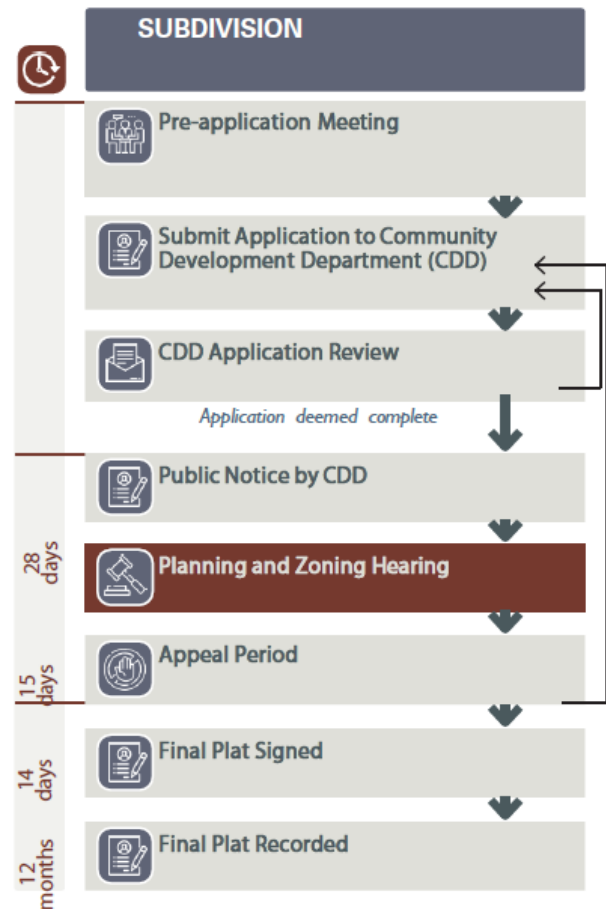 SUBDIVISION
Pre-application Meeting
Submit Application to Community
Development Department (CDD)
CDD Application Review
Application deemed complete
Public Notice by CDD
28
days
Planning and Zoning Hearing
Appeal Period
15
days
Final Plat Signed
14
days
Final Plat Recorded
12
months